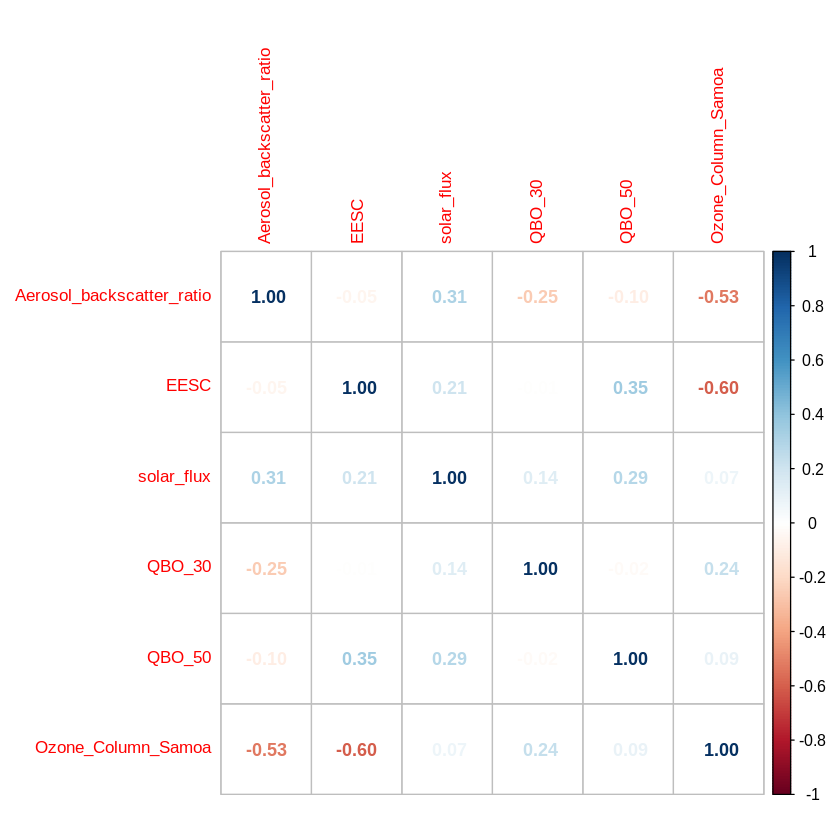 Aerosol_backscatter_ratio
EESC
solar_flux
QBO_30
QBO_50
Ozone_Column_Samoa
Aerosol_backscatter_ratio 1.00 -0.05 0.31 -0.25 -0.10 -0.53
EESC -0.05 1.00 0.21 0.35 -0.60
solar_flux 0.31 0.21 1.00 0.14 0.29 0.07
QBO_30 -0.25 0.14 1.00 -0.02 0.24
QBO_50 -0.10 0.35 0.29 -0.02 1.00 0.09
Ozone_Column_Samoa -0.53 -0.60 0.07 0.24 0.09 1.00
1
0.8
0.6
0.4
0.2
0
-0.2
-0.4
-0.6
-0.8
-1